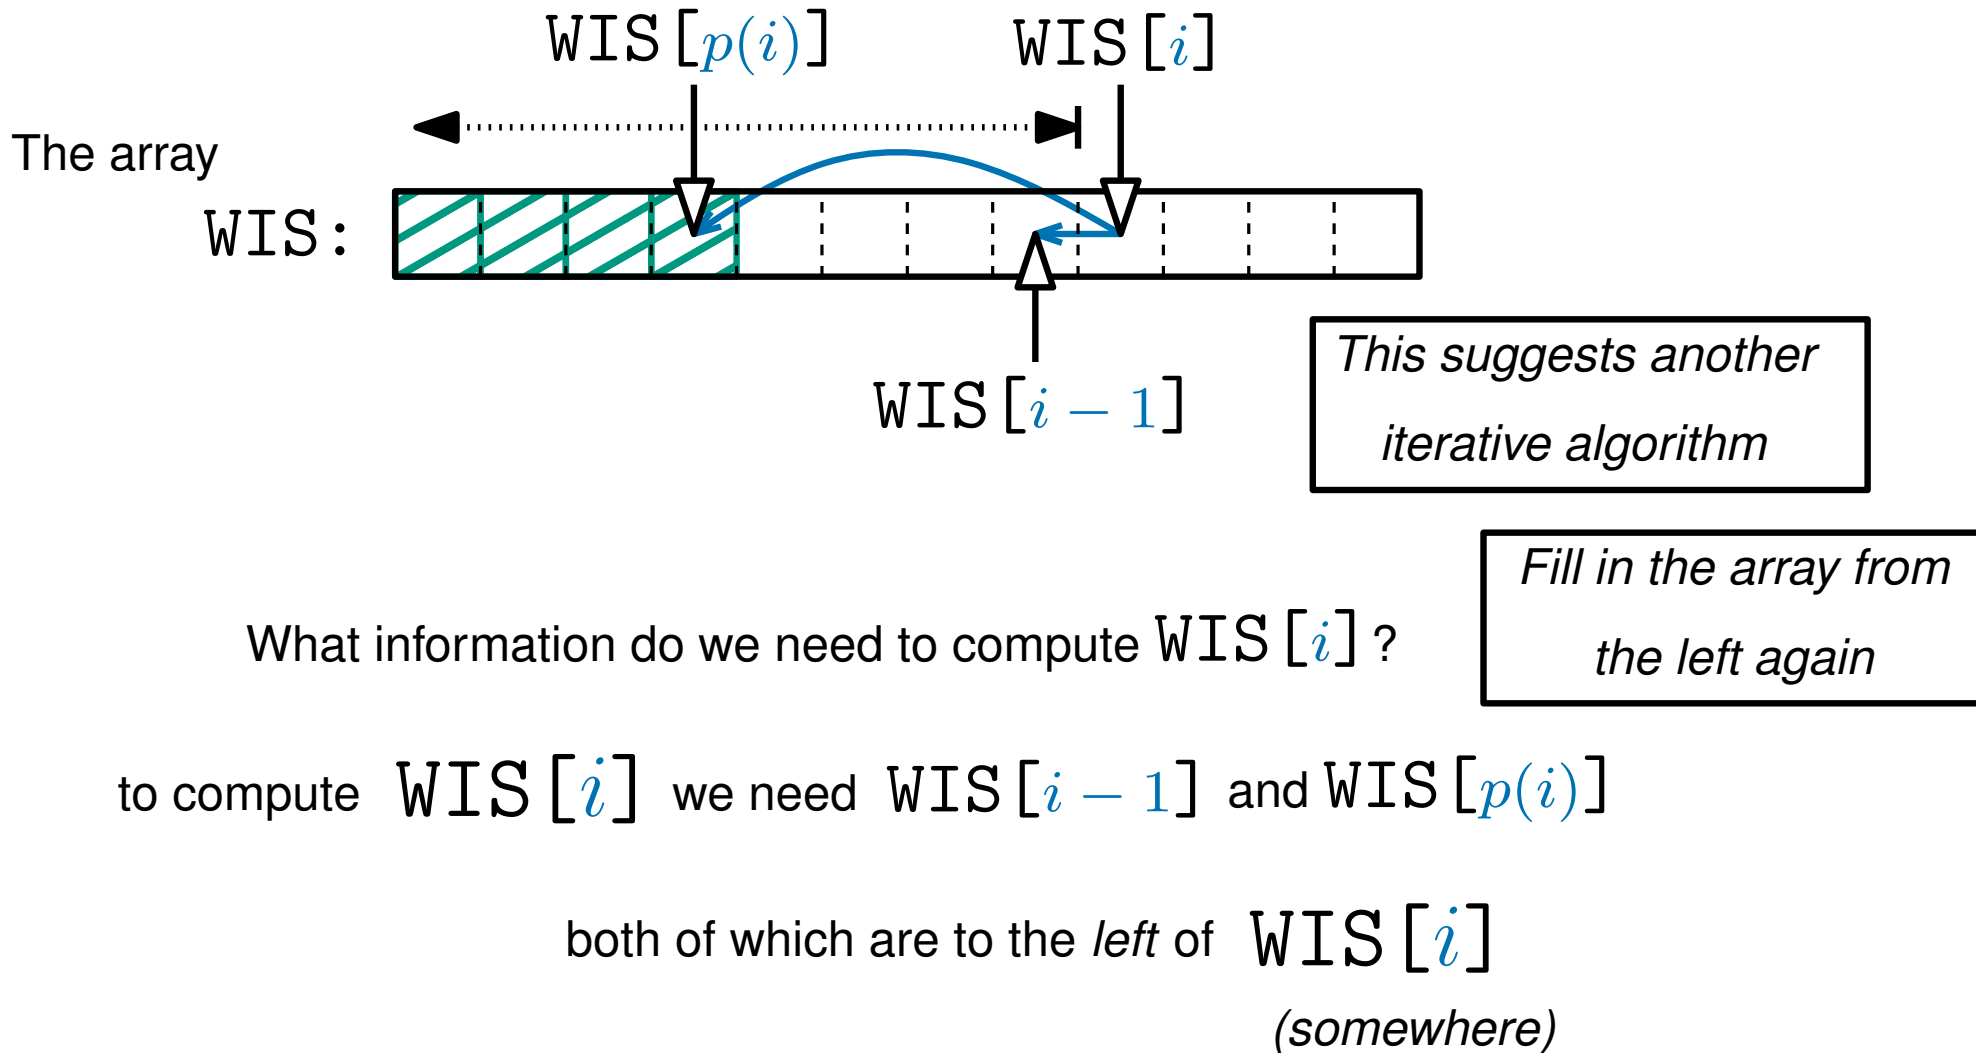 WIS[p(i)]
WIS[i]
The array
WIS:
WIS[i − 1]
This suggests another
iterative algorithm
Fill in the array from
the left again
What information do we need to compute WIS[i]?
to compute WIS[i] we need WIS[i − 1] and WIS[p(i)]
both of which are to the left of WIS[i]
(somewhere)